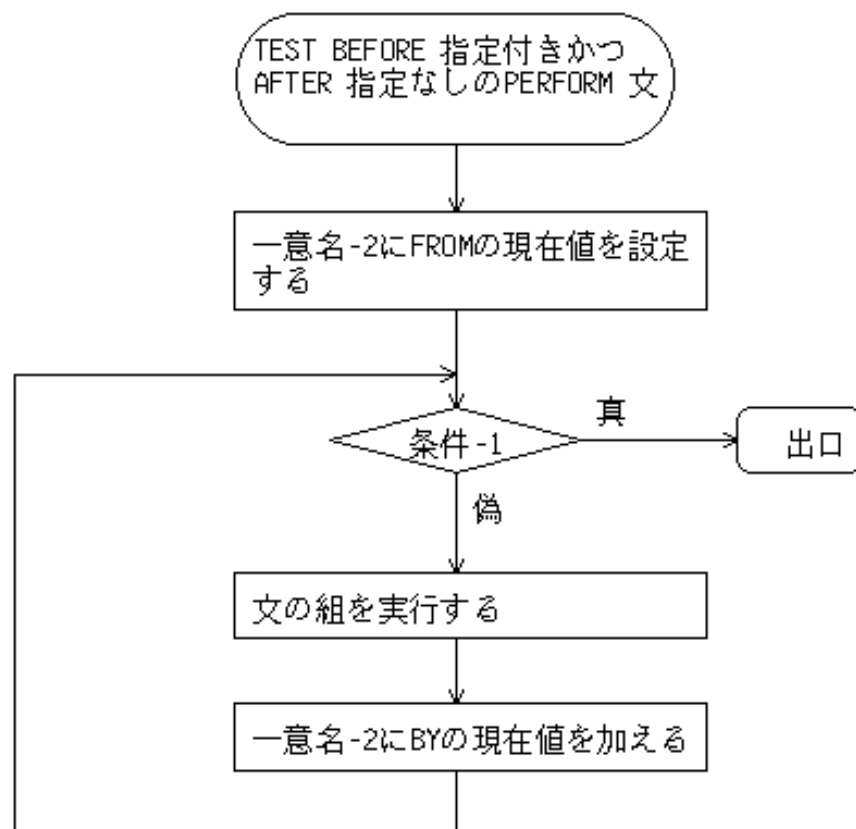 TEST BEFORE 指定付きかつ
AFTER 指定なしのPERFORM 文
一意名-2にFROMの現在値を設定
する
条件-1
真
出口
偽
文の組を実行する
一意名-2にBYの現在値を加える